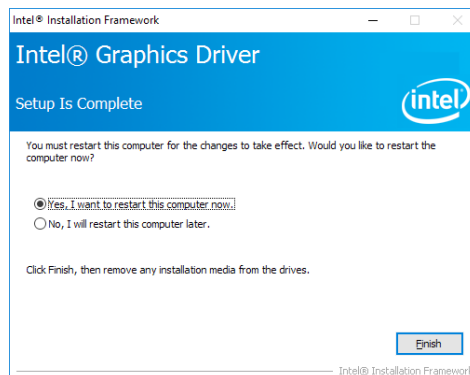 Intel® Installation Framework
Intel® Graphics Driver
Setup Is Complete
intel
You must restart this computer for the changes to take effect. Would you like to restart the
computer now?
Yes, I want to restart this computer now.
No, I will restart this computer later.
Click Finish, then remove any installation media from the drives.
Finish
Intel® Installation Framework